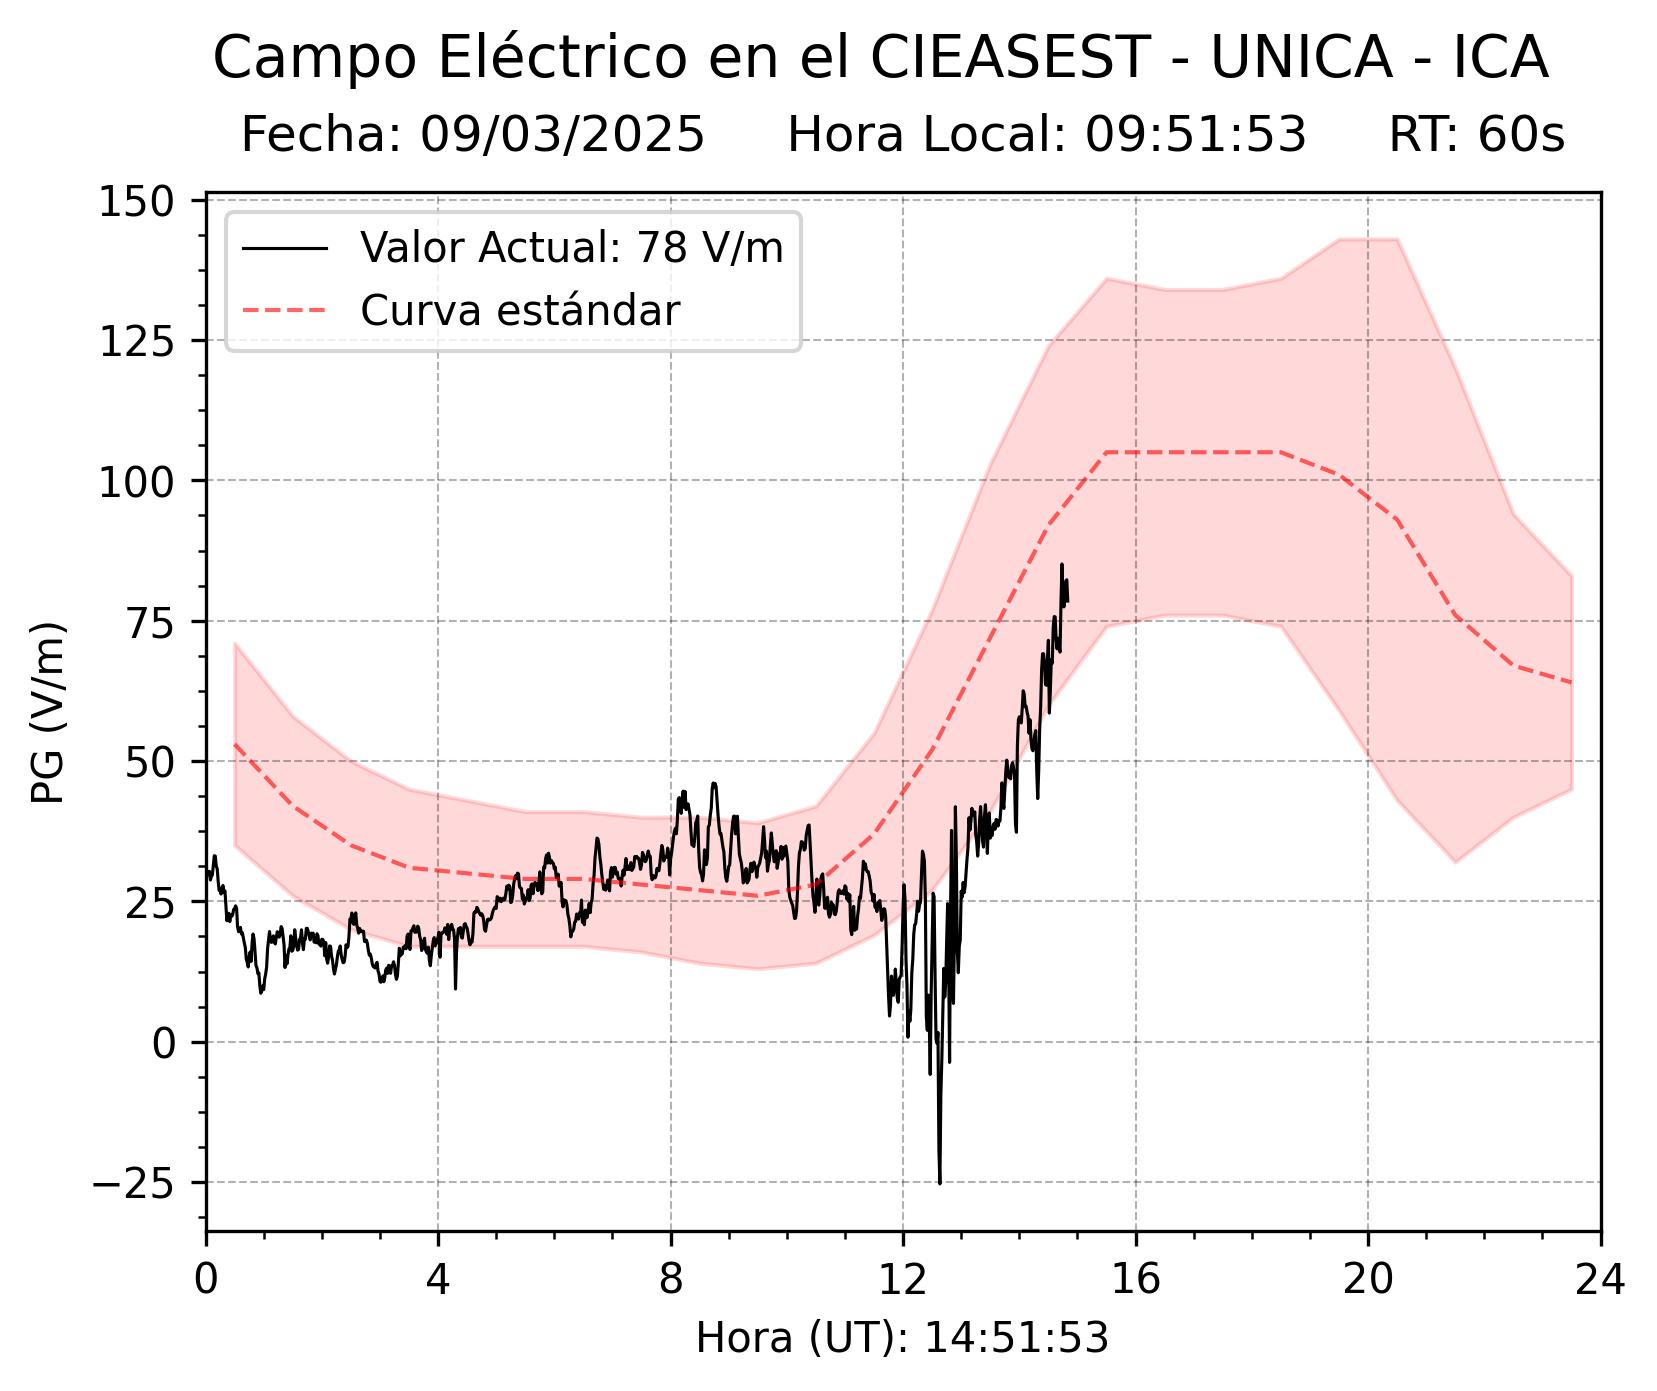 Campo Eléctrico en el CIEASEST - UNICA - ICA
Fecha: 09/03/2025 Hora Local: 09:51:53 RT: 60s
Valor Actual: 78 V/m
Curva estándar
PG (V/m)
150
125
100
75
50
25
0
−25
0 4 8 12 16 20 24
Hora (UT): 14:51:53